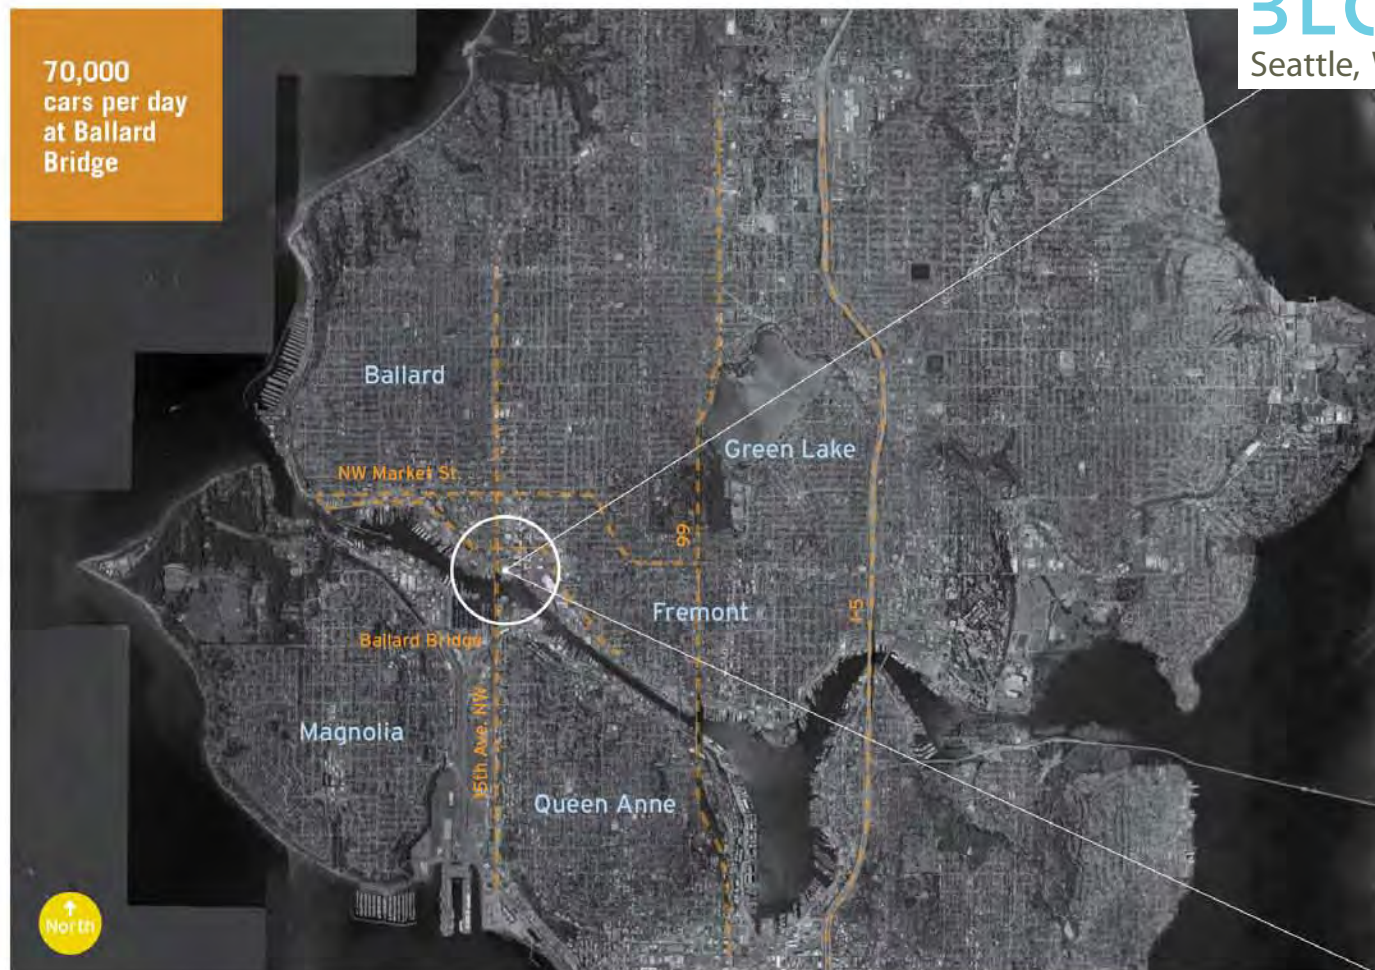 70,000
cars per day
at Ballard
Bridge
Seattle,
Ballard
Green Lake
NW Market St.
99
Fremont
I-5
Ballard Bridge
15th Ave. NW
Magnolia
Queen Anne
North